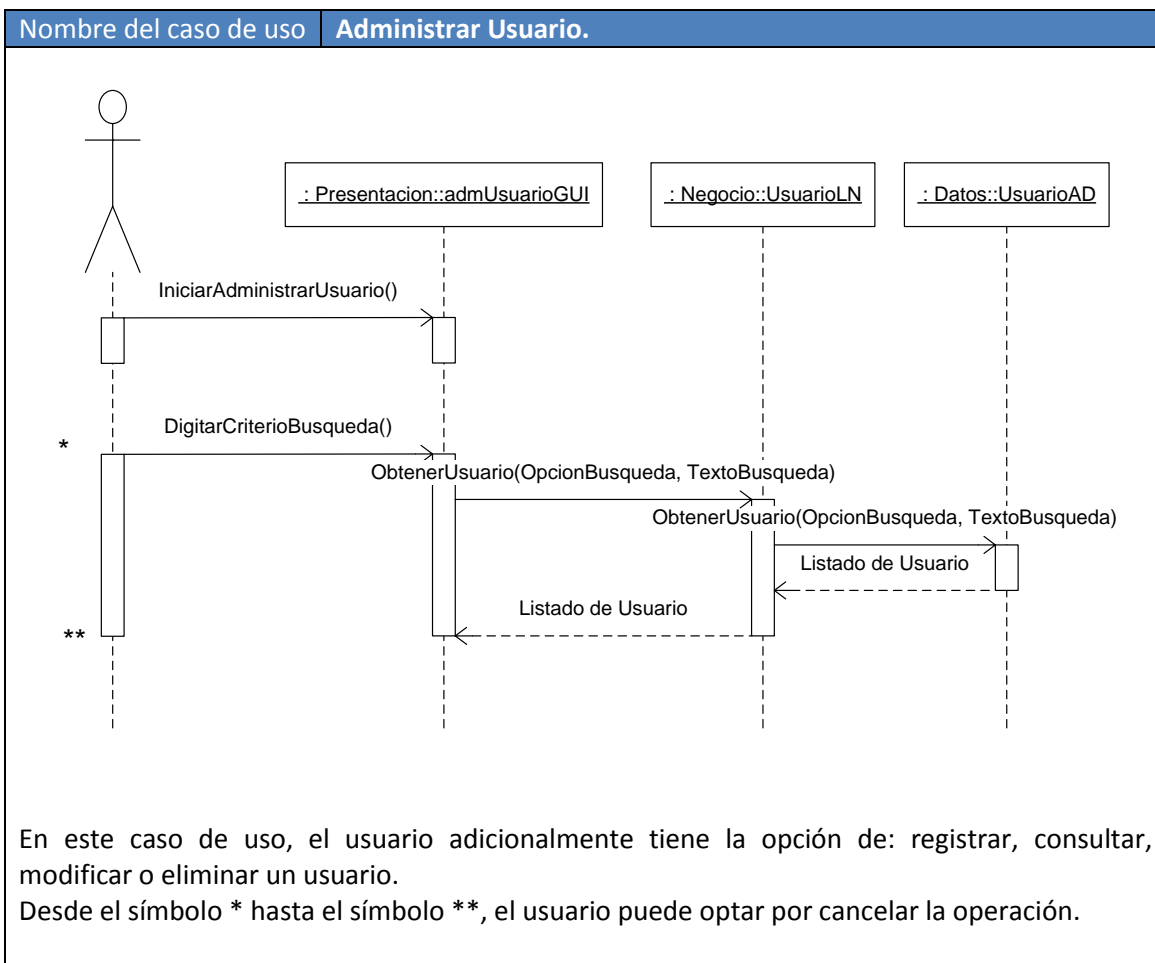 Nombre del caso de uso Administrar Usuario.
: Presentacion::admUsuarioGUI : Negocio::UsuarioLN : Datos::UsuarioAD
IniciarAdministrarUsuario()
DigitarCriterioBusqueda()
*
ObtenerUsuario(OpcionBusqueda, TextoBusqueda)
ObtenerUsuario(OpcionBusqueda, TextoBusqueda)
Listado de Usuario
Listado de Usuario
**
En este caso de uso, el usuario adicionalmente tiene la opción de: registrar, consultar,
modificar o eliminar un usuario.
Desde el símbolo * hasta el símbolo **, el usuario puede optar por cancelar la operación.